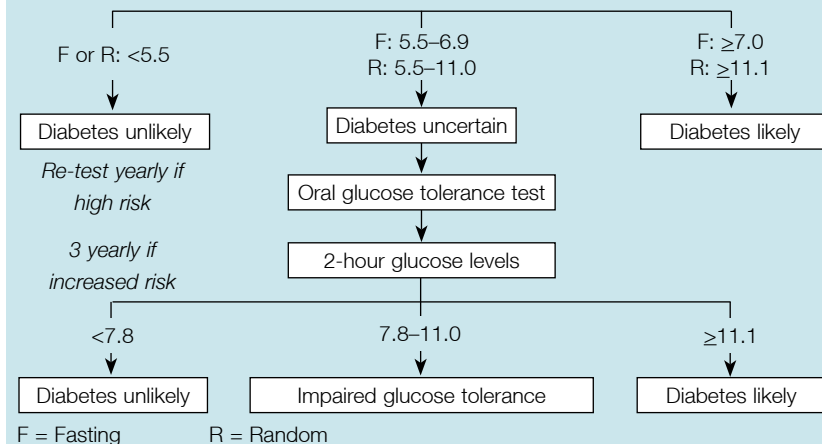 F or R: <5.5
F: 5.5–6.9
R: 5.5–11.0
F: ≥7.0
R: ≥11.1
Diabetes unlikely
Diabetes uncertain
Diabetes likely
Re-test yearly if
high risk
Oral glucose tolerance test
3 yearly if
increased risk
2-hour glucose levels
<7.8
7.8–11.0
≥11.1
Diabetes unlikely
Impaired glucose tolerance
Diabetes likely
F = Fasting R = Random